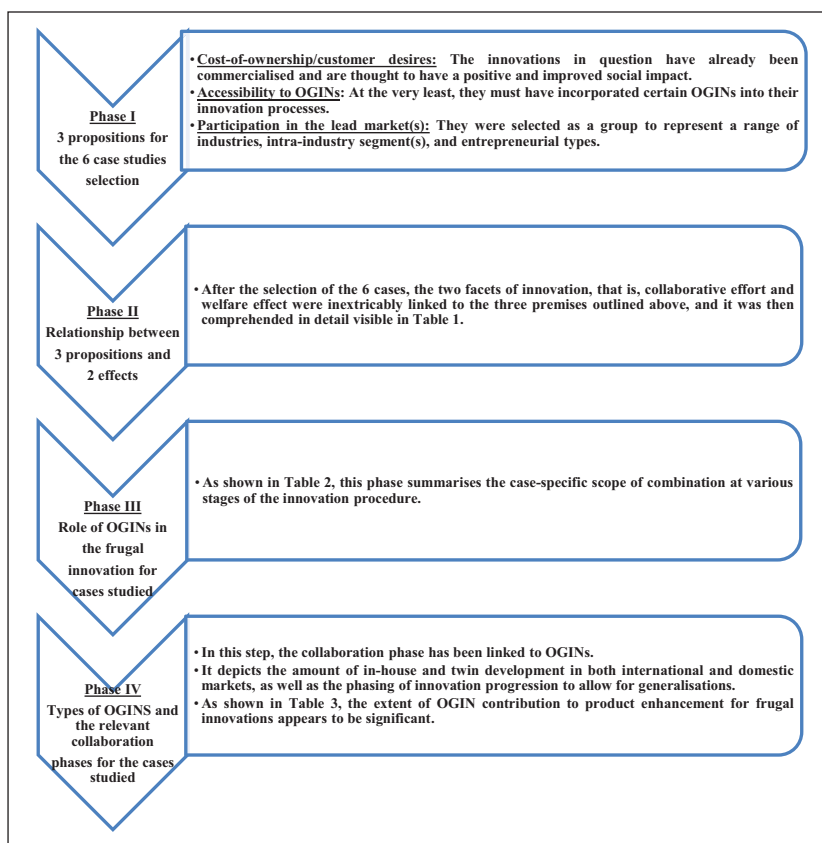 Phase I
3 propositions for
the 6 case studies
selection
• Cost-of-ownership/customer desires: The innovations in question have already been
commercialised and are thought to have a positive and improved social impact.
• Accessibility to OGINs: At the very least, they must have incorporated certain OGINs into their
innovation processes.
• Participation in the lead market(s): They were selected as a group to represent a range of
industries, intra-industry segment(s), and entrepreneurial types.
Phase II
Relationship between
3 propositions and
2 effects
• After the selection of the 6 cases, the two facets of innovation, that is, collaborative effort and
welfare effect were inextricably linked to the three premises outlined above, and it was then
comprehended in detail visible in Table 1.
Phase III
Role of OGINs in
the frugal
innovation for
cases studied
• As shown in Table 2, this phase summarises the case-specific scope of combination at various
stages of the innovation procedure.
Phase IV
Types of OGINS and
the relevant
collaboration
phases for the cases
studied
• In this step, the collaboration phase has been linked to OGINs.
• It depicts the amount of in-house and twin development in both international and domestic
markets, as well as the phasing of innovation progression to allow for generalisations.
• As shown in Table 3, the extent of OGIN contribution to product enhancement for frugal
innovations appears to be significant.